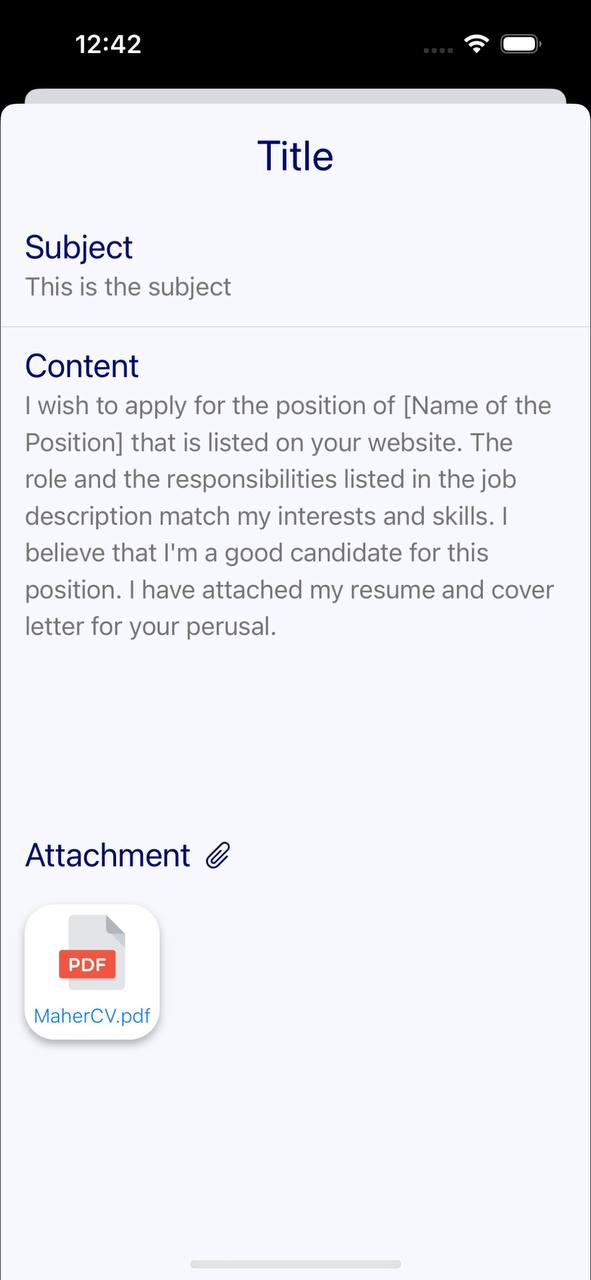 12:42
Title
Subject
This is the subject
Content
I wish to apply for the position of [Name of the
Position] that is listed on your website. The
role and the responsibilities listed in the job
description match my interests and skills. I
believe that I'm a good candidate for this
position. I have attached my resume and cover
letter for your perusal.
Attachment
PDF
MaherCV.pdf